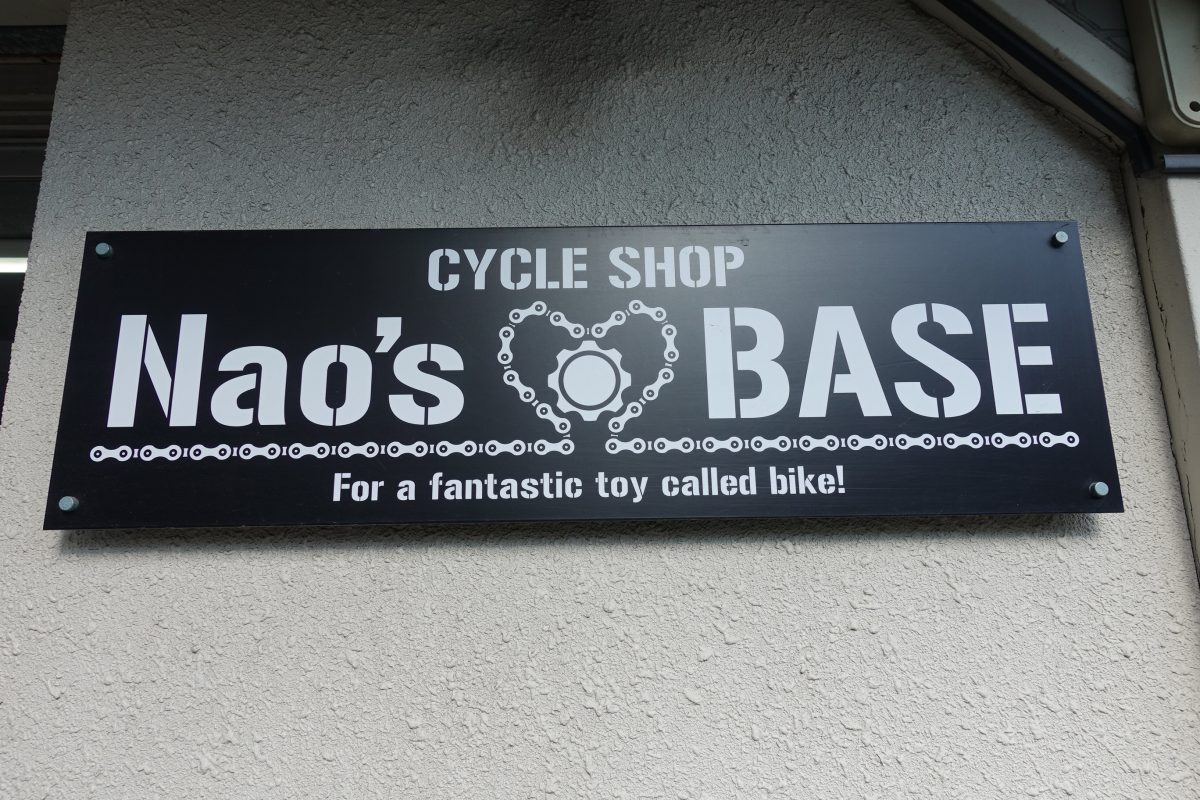 CYCLE SHOP
Nao's BASE
For a fantastic toy called bike!